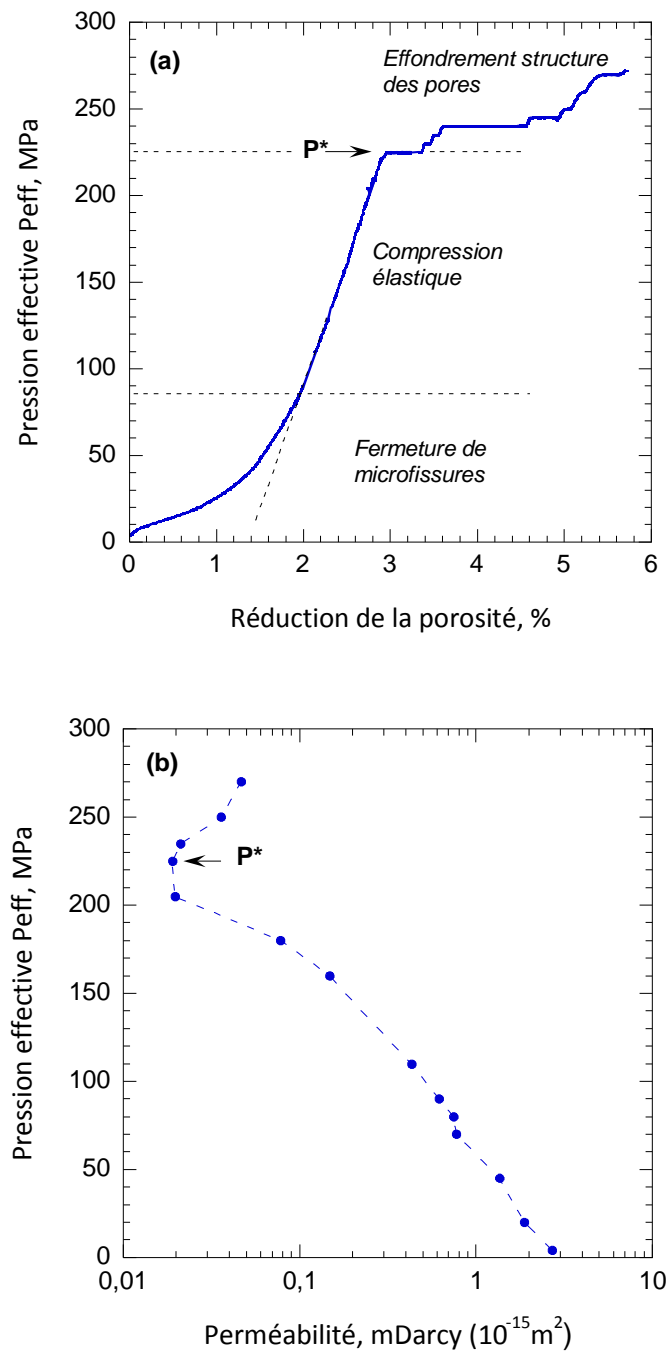 (a)
Effondrement structure
des pores
P*
Compression
élastique
Fermeture de
microfissures
Pression effective Peff, MPa
300
250
200
150
100
50
0
0 1 2 3 4 5 6
Réduction de la porosité, %
(b)
P*
Pression effective Peff, MPa
300
250
200
150
100
50
0
0,01 0,1 1 10
Perméabilité, mDarcy (10⁻¹⁵m²)